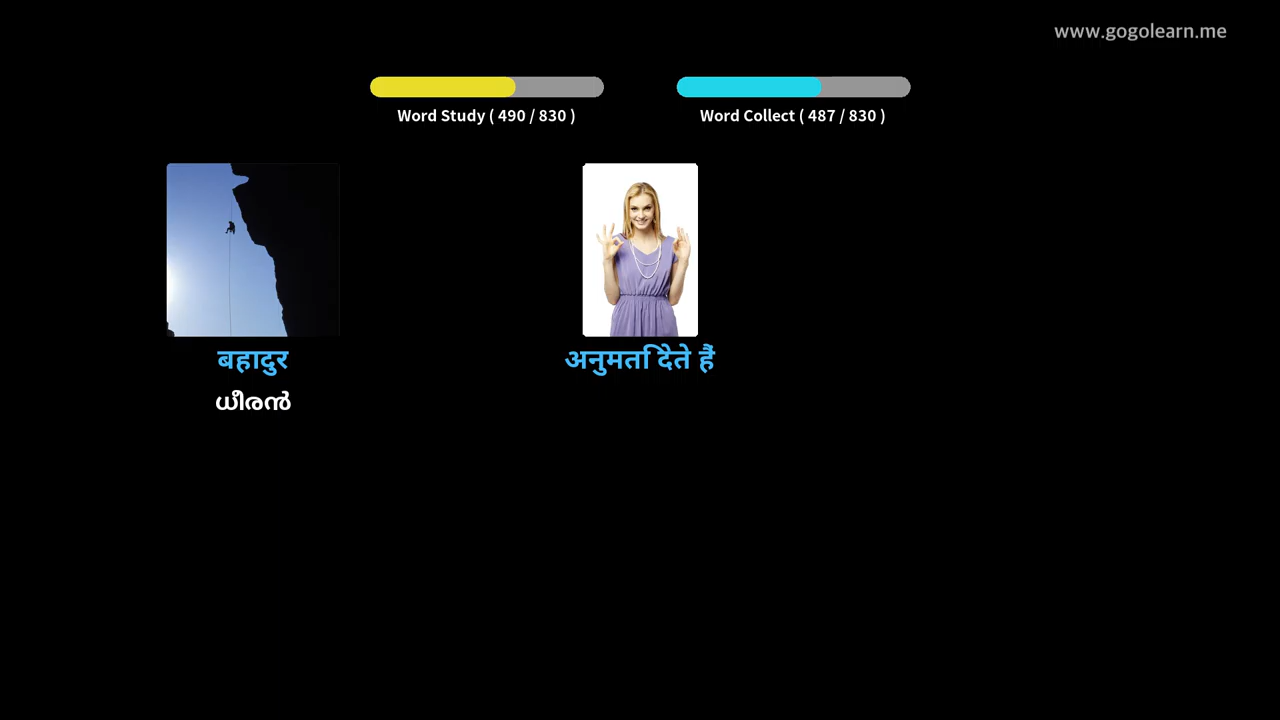 www.gogolearn.me
Word Study ( 490 / 830 )
Word Collect ( 487 / 830 )
बहादुर
अनुमति देते हैं
ധീരൻ